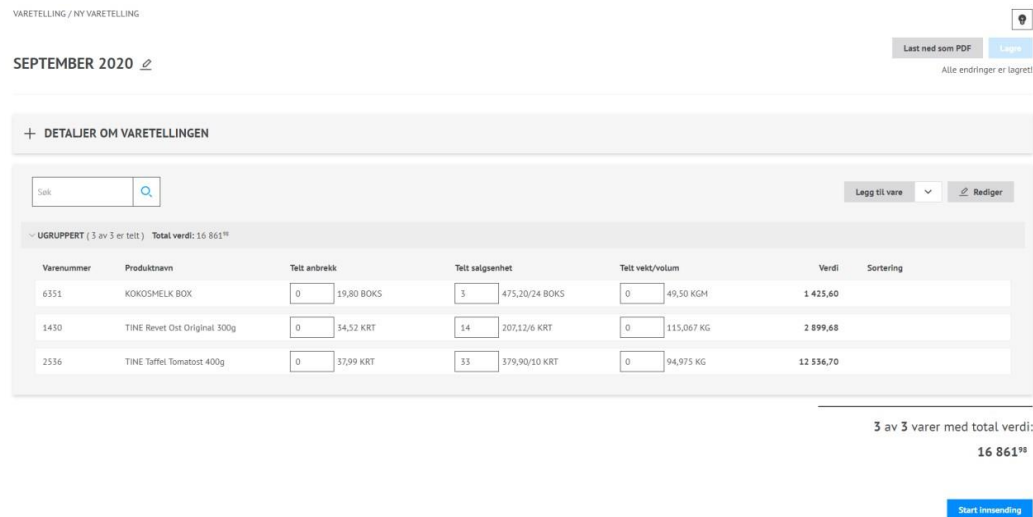 VARETELLING / NY VARETELLING
Last ned som PDF Lagre
SEPTEMBER 2020
Alle endringer er lagret!
+ DETALJER OM VARETELLINGEN
Søk Legg til vare Rediger
UGRUPPERT ( 3 av 3 er telt ) Total verdi: 16 861⁹⁸
Varenummer Produktnavn Telt anbrekk Telt salgsenhet Telt vekt/volum Verdi Sortering
6351 KOKOSMELK BOX 0 19,80 BOKS 3 475,20/24 BOKS 0 49,50 KGM 1 425,60
1430 TINE Revet Ost Original 300g 0 34,52 KRT 14 207,12/6 KRT 0 115,067 KG 2 899,68
2536 TINE Taffel Tomatost 400g 0 37,99 KRT 33 379,90/10 KRT 0 94,975 KG 12 536,70
3 av 3 varer med total verdi:
16 861⁹⁸
Start innsending